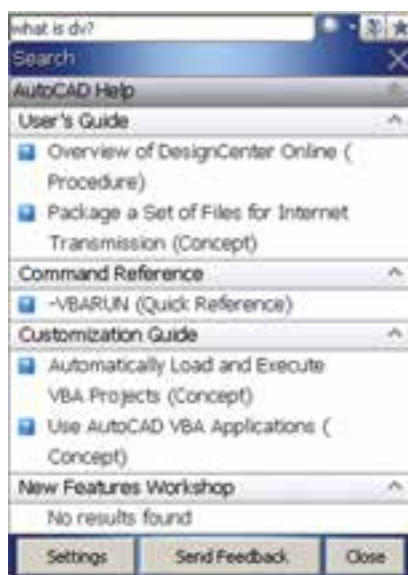 what is dv?
Search
AutoCAD Help
User's Guide
Overview of DesignCenter Online (
Procedure)
Package a Set of Files for Internet
Transmission (Concept)
Command Reference
-VBARUN (Quick Reference)
Customization Guide
Automatically Load and Execute
VBA Projects (Concept)
Use AutoCAD VBA Applications (
Concept)
New Features Workshop
No results found
Settings Send Feedback Close